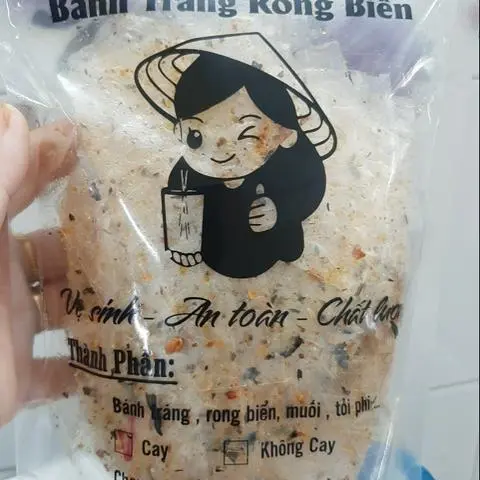 Bánh Tráng Rong Biển
Vệ sinh - An toàn - Chất lượ
Thành Phần:
Bánh tráng , rong biển, muối , tỏi phi ...
Cay Không Cay